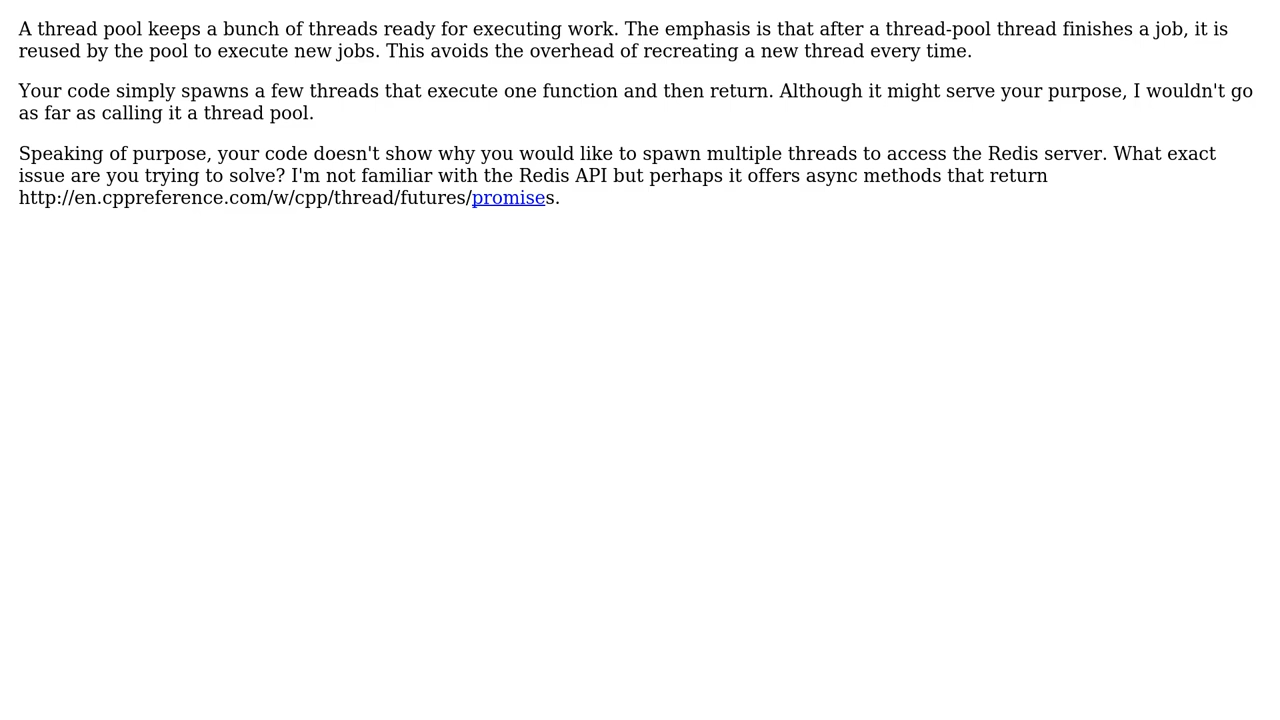 A thread pool keeps a bunch of threads ready for executing work. The emphasis is that after a thread-pool thread finishes a job, it is
reused by the pool to execute new jobs. This avoids the overhead of recreating a new thread every time.
Your code simply spawns a few threads that execute one function and then return. Although it might serve your purpose, I wouldn't go
as far as calling it a thread pool.
Speaking of purpose, your code doesn't show why you would like to spawn multiple threads to access the Redis server. What exact
issue are you trying to solve? I'm not familiar with the Redis API but perhaps it offers async methods that return
http://en.cppreference.com/w/cpp/thread/futures/promises.